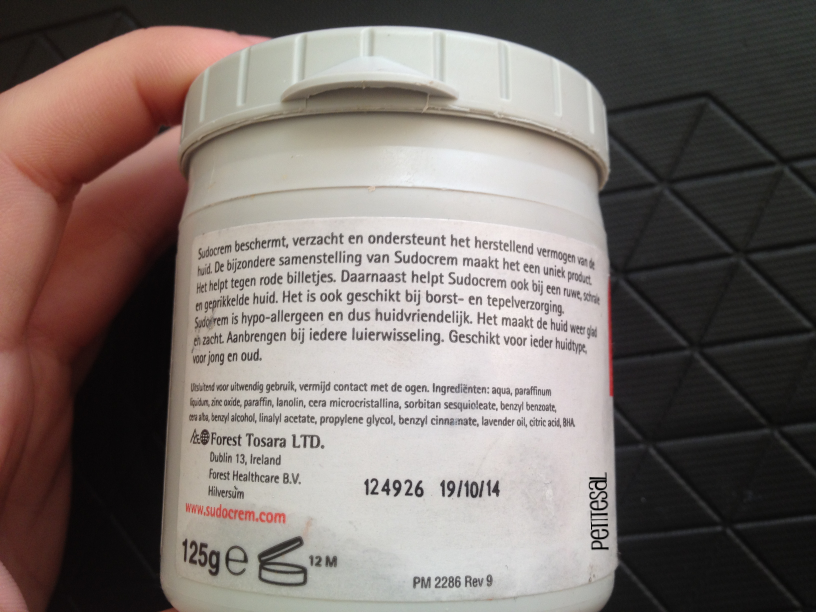 Sudocrem beschermt, verzacht en ondersteunt het herstellend vermogen van de
huid. De bijzondere samenstelling van Sudocrem maakt het een uniek product.
Het helpt tegen rode billetjes. Daarnaast helpt Sudocrem ook bij een ruwe, schrale
en geprikkelde huid. Het is ook geschikt bij borst- en tepelverzorging.
Sudocrem is hypo-allergeen en dus huidvriendelijk. Het maakt de huid weer glad
en zacht. Aanbrengen bij iedere luierwisseling. Geschikt voor ieder huidtype,
voor jong en oud.
Uitsluitend voor uitwendig gebruik, vermijd contact met de ogen. Ingrediënten: aqua, paraffinum
liquidum, zinc oxide, paraffin, lanolin, cera microcristallina, sorbitan sesquioleate, benzyl benzoate,
cera alba, benzyl alcohol, linalyl acetate, propylene glycol, benzyl cinnamate, lavender oil, citric acid, BHA.
Forest Tosara LTD.
Dublin 13, Ireland
Forest Healthcare B.V.
Hilversum
124926 19/10/14
www.sudocrem.com
125g e 12 M
PM 2286 Rev 9
PETITESAL